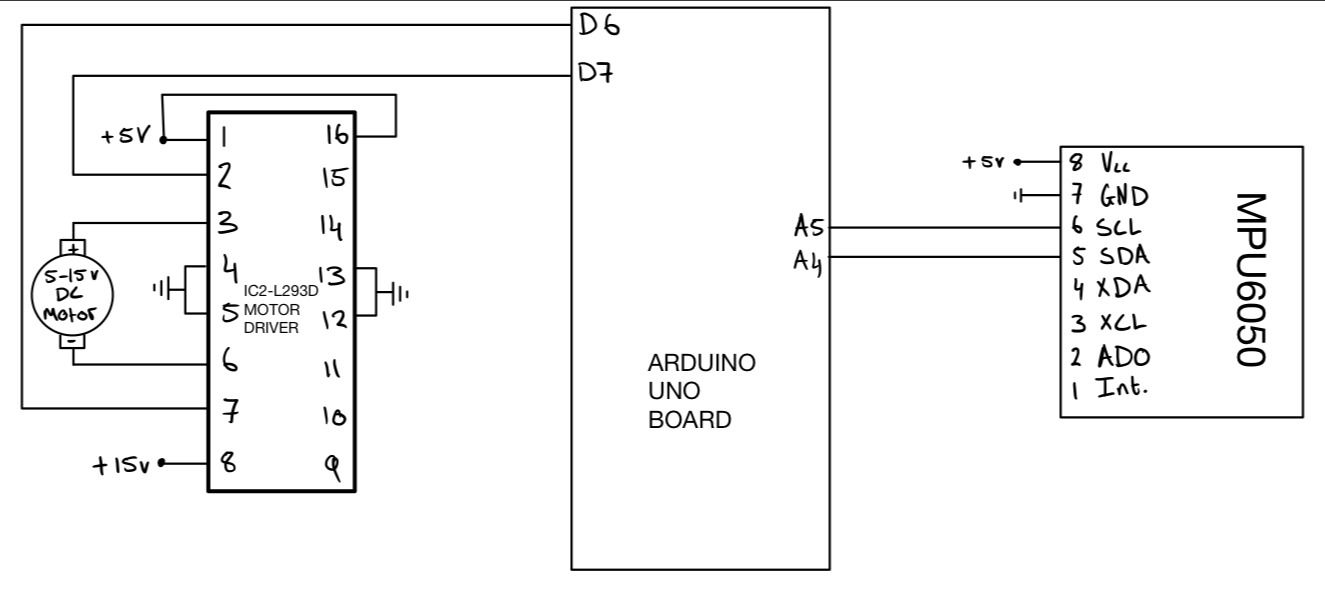 D6
D7
+5V
1
16
2
15
3
14
+
5-15v
DC
Motor
-
4
13
IC2-L293D
5
MOTOR
12
DRIVER
6
11
7
10
+15v
8
9
A5
A4
ARDUINO
UNO
BOARD
+5v
8 Vcc
7 GND
6 SCL
5 SDA
4 XDA
3 XCL
2 ADO
1 Int.
MPU6050